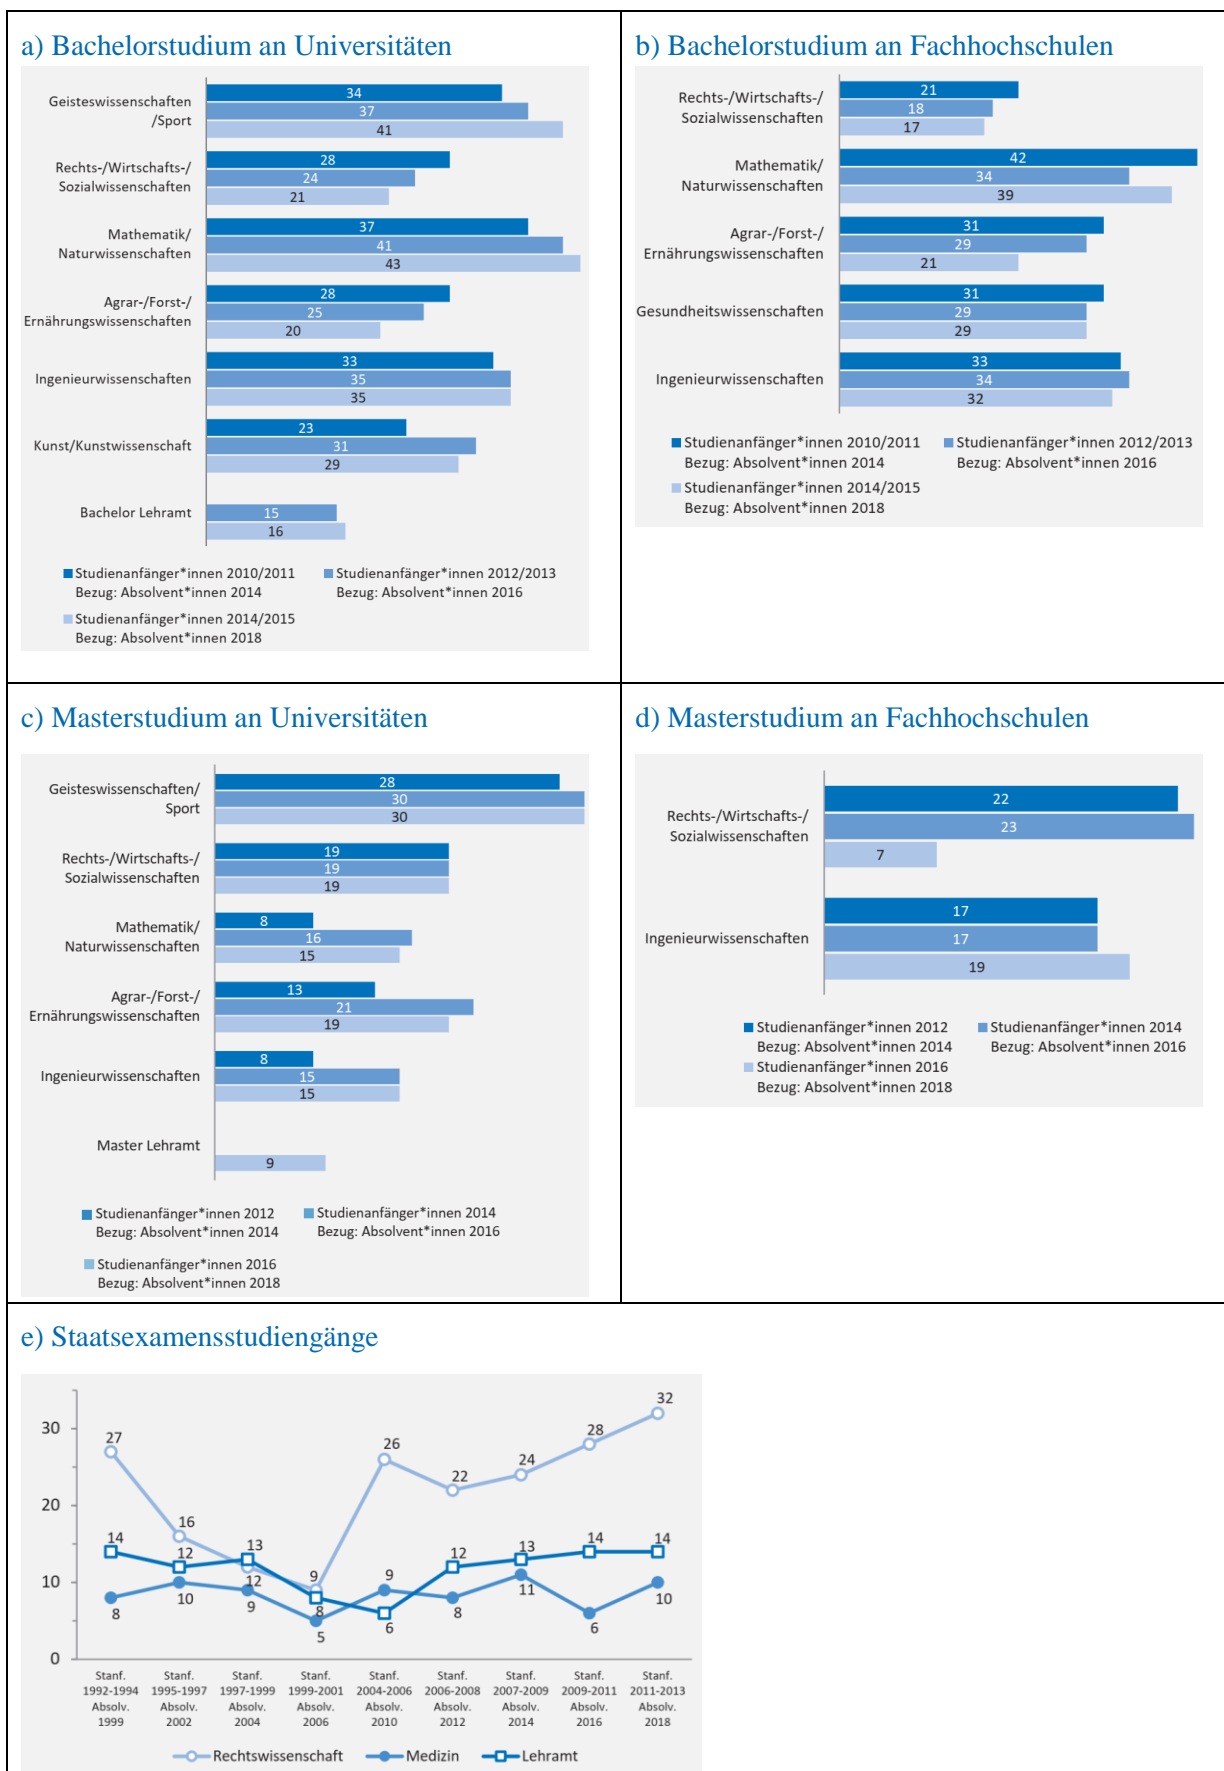 a) Bachelorstudium an Universitäten
Geisteswissenschaften
/Sport
34
37
41
Rechts-/Wirtschafts-/
Sozialwissenschaften
28
24
21
Mathematik/
Naturwissenschaften
37
41
43
Agrar-/Forst-/
Ernährungswissenschaften
28
25
20
Ingenieurwissenschaften
33
35
35
Kunst/Kunstwissenschaft
23
31
29
Bachelor Lehramt
15
16
Studienanfänger*innen 2010/2011
Bezug: Absolvent*innen 2014
Studienanfänger*innen 2012/2013
Bezug: Absolvent*innen 2016
Studienanfänger*innen 2014/2015
Bezug: Absolvent*innen 2018
b) Bachelorstudium an Fachhochschulen
Rechts-/Wirtschafts-/
Sozialwissenschaften
21
18
17
Mathematik/
Naturwissenschaften
42
34
39
Agrar-/Forst-/
Ernährungswissenschaften
31
29
21
Gesundheitswissenschaften
31
29
29
Ingenieurwissenschaften
33
34
32
Studienanfänger*innen 2010/2011
Bezug: Absolvent*innen 2014
Studienanfänger*innen 2012/2013
Bezug: Absolvent*innen 2016
Studienanfänger*innen 2014/2015
Bezug: Absolvent*innen 2018
c) Masterstudium an Universitäten
Geisteswissenschaften/
Sport
28
30
30
Rechts-/Wirtschafts-/
Sozialwissenschaften
19
19
19
Mathematik/
Naturwissenschaften
8
16
15
Agrar-/Forst-/
Ernährungswissenschaften
13
21
19
Ingenieurwissenschaften
8
15
15
Master Lehramt
9
Studienanfänger*innen 2012
Bezug: Absolvent*innen 2014
Studienanfänger*innen 2014
Bezug: Absolvent*innen 2016
Studienanfänger*innen 2016
Bezug: Absolvent*innen 2018
d) Masterstudium an Fachhochschulen
Rechts-/Wirtschafts-/
Sozialwissenschaften
22
23
7
Ingenieurwissenschaften
17
17
19
Studienanfänger*innen 2012
Bezug: Absolvent*innen 2014
Studienanfänger*innen 2014
Bezug: Absolvent*innen 2016
Studienanfänger*innen 2016
Bezug: Absolvent*innen 2018
e) Staatsexamensstudiengänge
30
20
10
0
27 16 12 9 26 22 24 28 32
14 12 13 8 6 12 13 14 14
8 10 9 5 9 8 11 6 10
Stanf. Stanf. Stanf. Stanf. Stanf. Stanf. Stanf. Stanf. Stanf.
1992-1994 1995-1997 1997-1999 1999-2001 2004-2006 2006-2008 2007-2009 2009-2011 2011-2013
Absolv. Absolv. Absolv. Absolv. Absolv. Absolv. Absolv. Absolv. Absolv.
1999 2002 2004 2006 2010 2012 2014 2016 2018
Rechtswissenschaft Medizin Lehramt